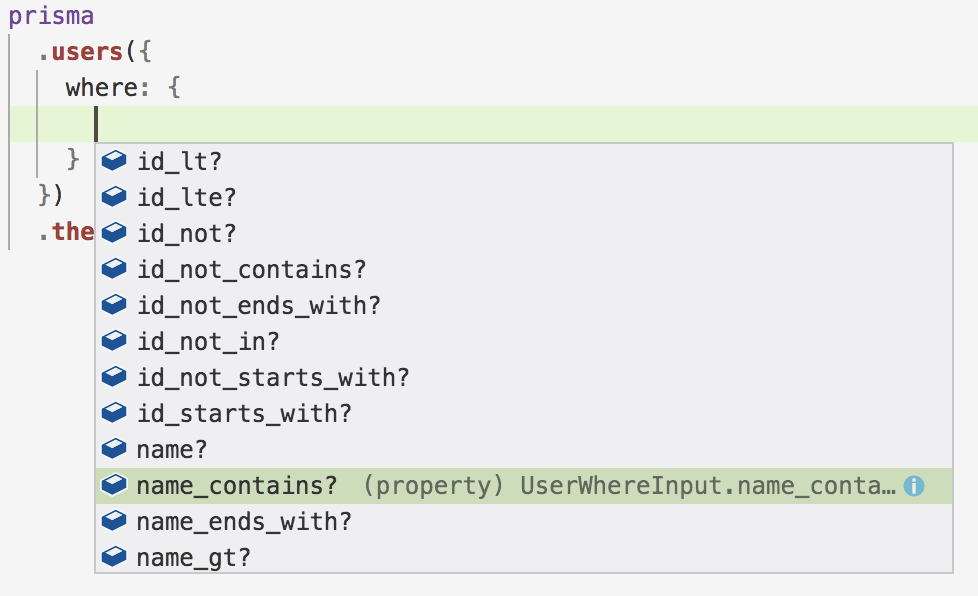 prisma
.users({
where: {
}
})
.the
id_lt?
id_lte?
id_not?
id_not_contains?
id_not_ends_with?
id_not_in?
id_not_starts_with?
id_starts_with?
name?
name_contains? (property) UserWhereInput.name_conta…
name_ends_with?
name_gt?